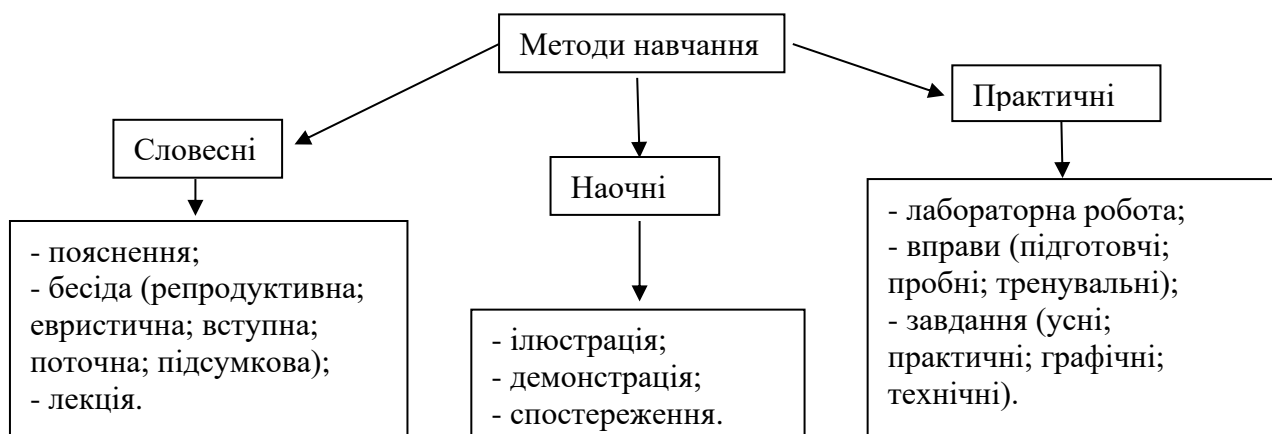 Методи навчання
Словесні
- пояснення;
- бесіда (репродуктивна;
евристична; вступна;
поточна; підсумкова);
- лекція.
Наочні
- ілюстрація;
- демонстрація;
- спостереження.
Практичні
- лабораторна робота;
- вправи (підготовчі;
пробні; тренувальні);
- завдання (усні;
практичні; графічні;
технічні).